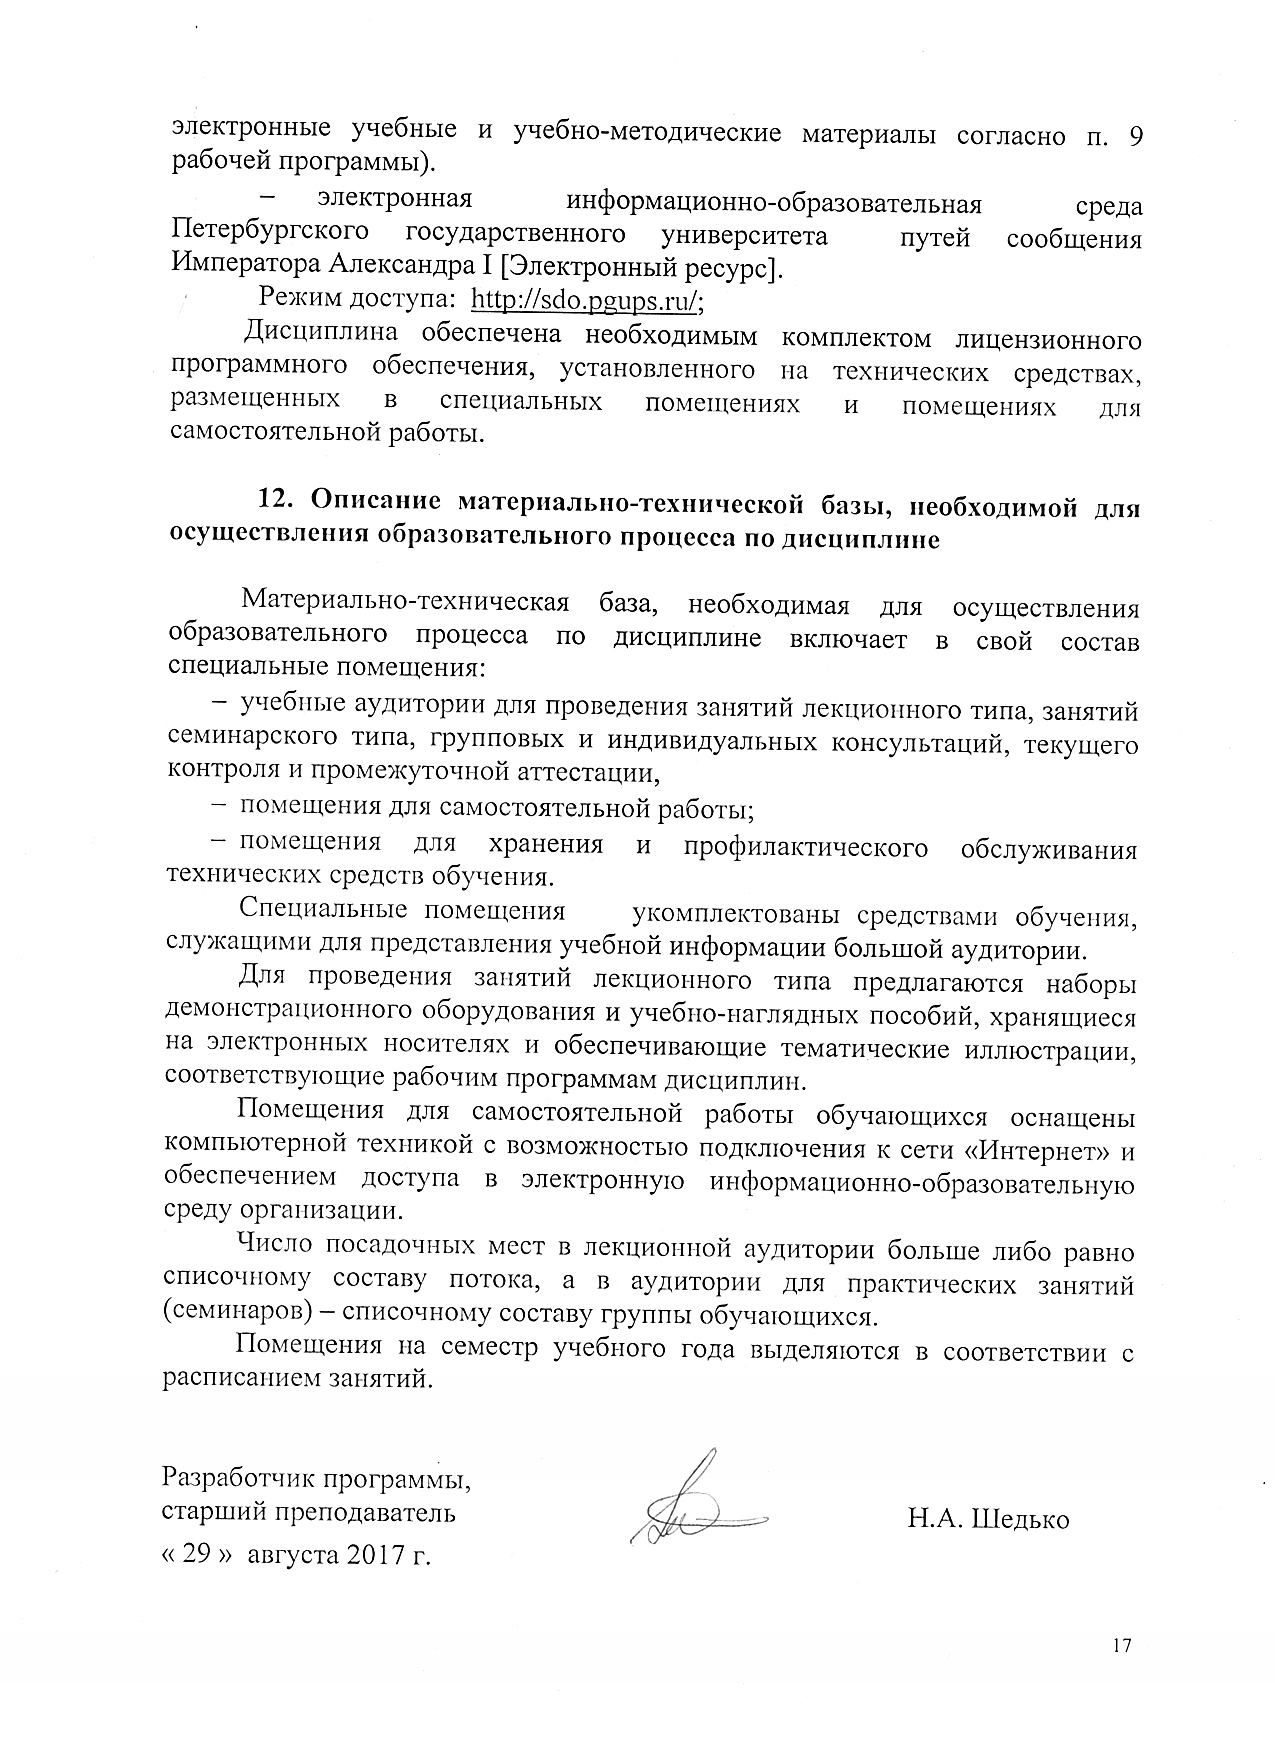 электронные учебные и учебно-методические материалы согласно п. 9
рабочей программы).
– электронная информационно-образовательная среда
Петербургского государственного университета путей сообщения
Императора Александра I [Электронный ресурс].
Режим доступа: http://sdo.pgups.ru/;
Дисциплина обеспечена необходимым комплектом лицензионного
программного обеспечения, установленного на технических средствах,
размещенных в специальных помещениях и помещениях для
самостоятельной работы.
12. Описание материально-технической базы, необходимой для
осуществления образовательного процесса по дисциплине
Материально-техническая база, необходимая для осуществления
образовательного процесса по дисциплине включает в свой состав
специальные помещения:
– учебные аудитории для проведения занятий лекционного типа, занятий
семинарского типа, групповых и индивидуальных консультаций, текущего
контроля и промежуточной аттестации,
– помещения для самостоятельной работы;
– помещения для хранения и профилактического обслуживания
технических средств обучения.
Специальные помещения укомплектованы средствами обучения,
служащими для представления учебной информации большой аудитории.
Для проведения занятий лекционного типа предлагаются наборы
демонстрационного оборудования и учебно-наглядных пособий, хранящиеся
на электронных носителях и обеспечивающие тематические иллюстрации,
соответствующие рабочим программам дисциплин.
Помещения для самостоятельной работы обучающихся оснащены
компьютерной техникой с возможностью подключения к сети «Интернет» и
обеспечением доступа в электронную информационно-образовательную
среду организации.
Число посадочных мест в лекционной аудитории больше либо равно
списочному составу потока, а в аудитории для практических занятий
(семинаров) – списочному составу группы обучающихся.
Помещения на семестр учебного года выделяются в соответствии с
расписанием занятий.
Разработчик программы,
старший преподаватель Н.А. Шедько
« 29 » августа 2017 г.
17